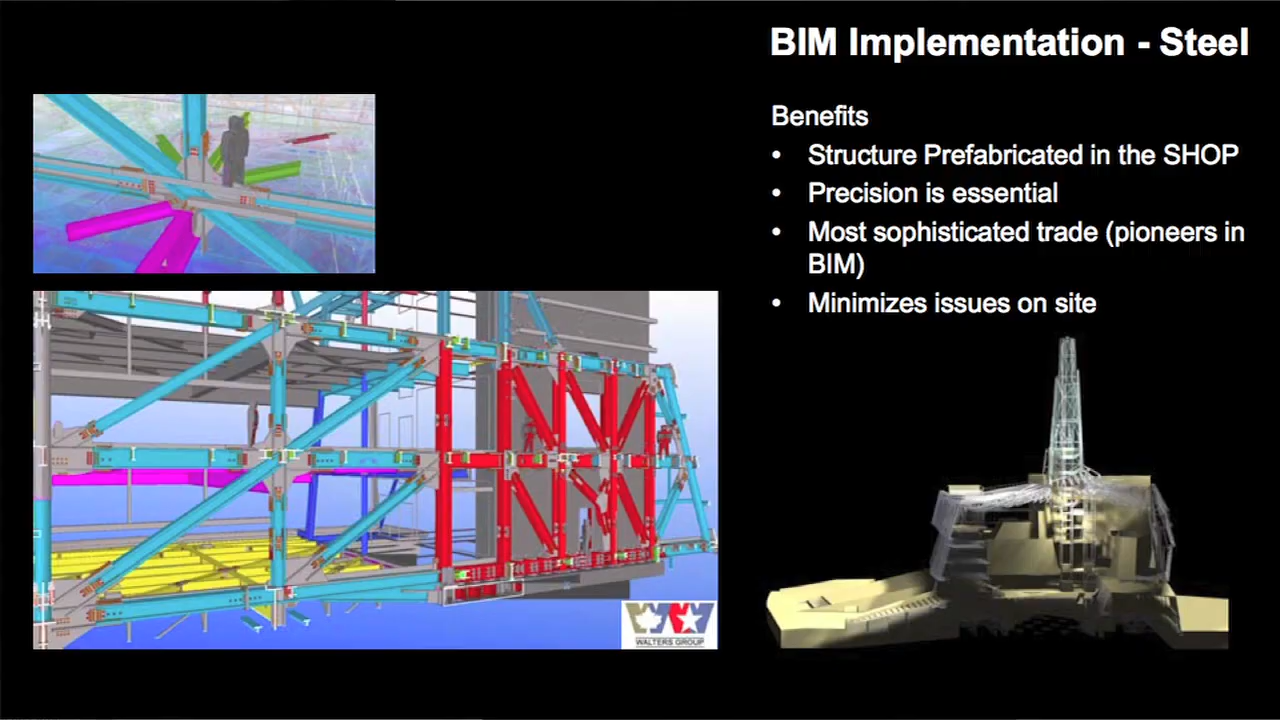 BIM Implementation - Steel
Benefits
• Structure Prefabricated in the SHOP
• Precision is essential
• Most sophisticated trade (pioneers in
BIM)
• Minimizes issues on site
WALTERS GROUP